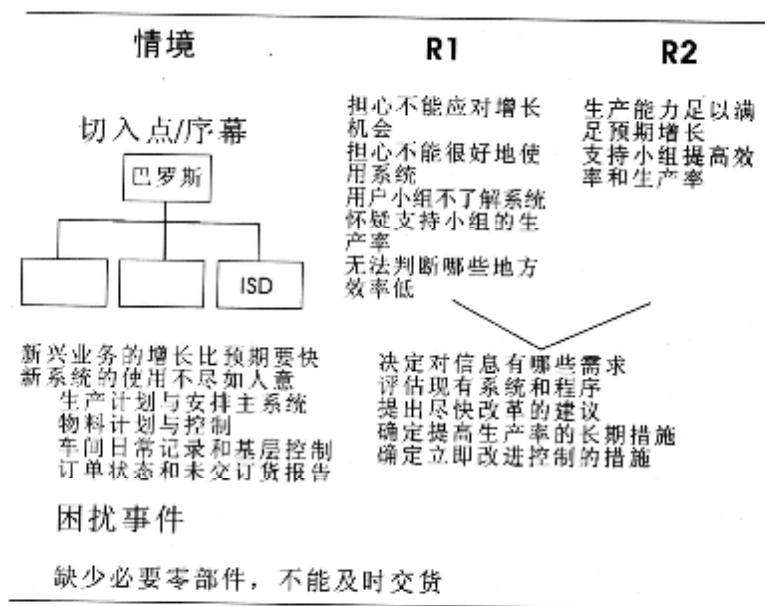 情境
R1
R2
切入点/序幕
巴罗斯
ISD
担心不能应对增长
机会
担心不能很好地使
用系统
用户小组不了解系统
怀疑支持小组的生
产率
无法判断哪些地方
效率低
生产能力足以满
足预期增长
支持小组提高效
率和生产率
新兴业务的增长比预期要快
新系统的使用不尽如人意
生产计划与安排主系统
物料计划与控制
车间日常记录和基层控制
订单状态和未交订货报告
决定对信息有哪些需求
评估现有系统和程序
提出尽快改革的建议
确定提高生产率的长期措施
确定立即改进控制的措施
困扰事件
缺少必要零部件，不能及时交货